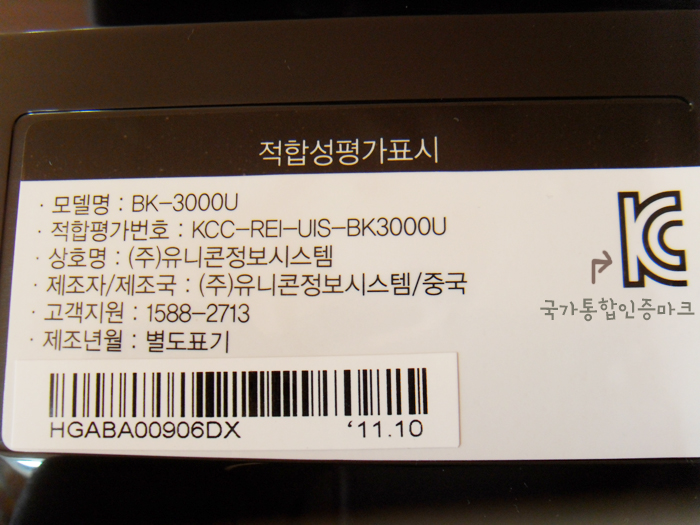 적합성평가표시
· 모델명 : BK-3000U
· 적합평가번호 : KCC-REI-UIS-BK3000U
· 상호명 : (주)유니콘정보시스템
· 제조자/제조국 : (주)유니콘정보시스템/중국
· 고객지원 : 1588-2713
· 제조년월 : 별도표기
KC
국가통합인증마크
HGABA00906DX '11.10